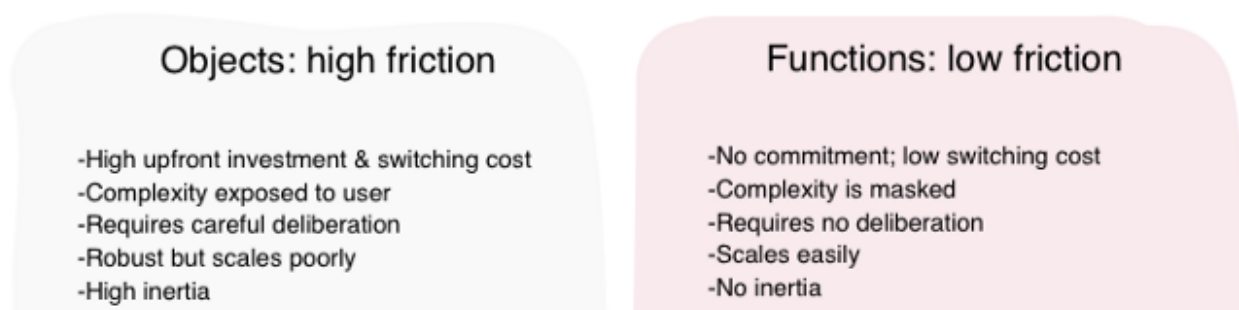 Objects: high friction
-High upfront investment & switching cost
-Complexity exposed to user
-Requires careful deliberation
-Robust but scales poorly
-High inertia
Functions: low friction
-No commitment; low switching cost
-Complexity is masked
-Requires no deliberation
-Scales easily
-No inertia